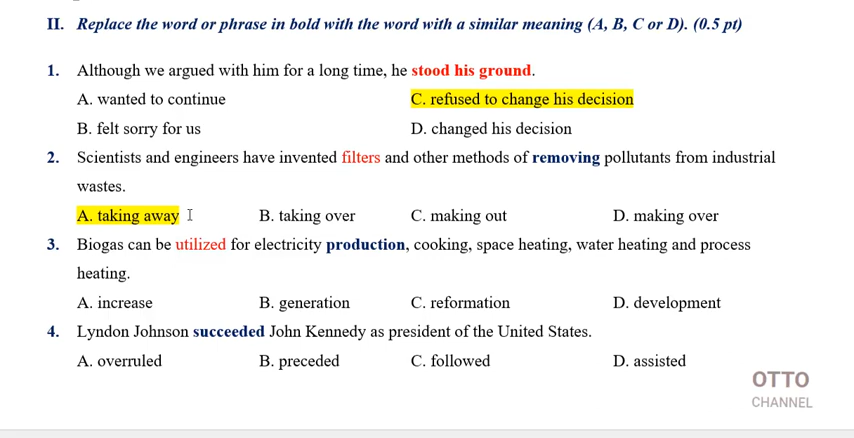 II. Replace the word or phrase in bold with the word with a similar meaning (A, B, C or D). (0.5 pt)
1. Although we argued with him for a long time, he stood his ground.
A. wanted to continue C. refused to change his decision
B. felt sorry for us D. changed his decision
2. Scientists and engineers have invented filters and other methods of removing pollutants from industrial
wastes.
A. taking away B. taking over C. making out D. making over
3. Biogas can be utilized for electricity production, cooking, space heating, water heating and process
heating.
A. increase B. generation C. reformation D. development
4. Lyndon Johnson succeeded John Kennedy as president of the United States.
A. overruled B. preceded C. followed D. assisted
OTTO
CHANNEL